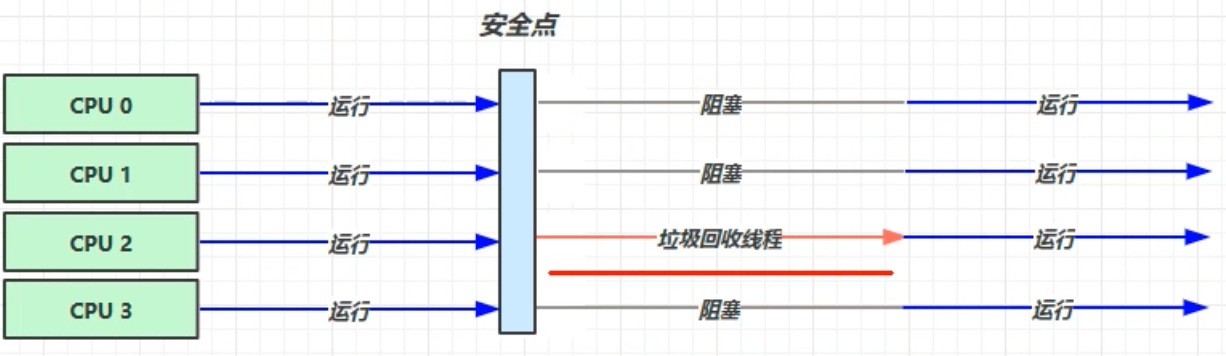 安全点
CPU 0 运行 阻塞 运行
CPU 1 运行 阻塞 运行
CPU 2 运行 垃圾回收线程 运行
CPU 3 运行 阻塞 运行